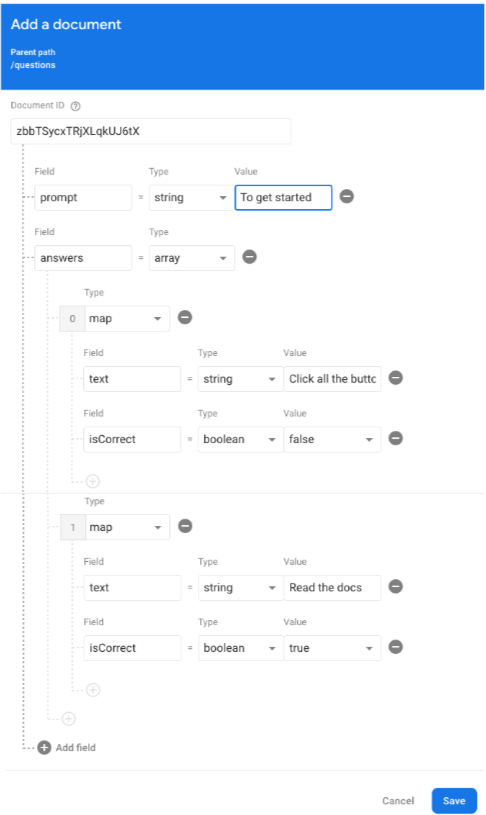 Add a document
Parent path
/questions
Document ID
zbbTSycxTRjXLqkUJ6tX
Field Type Value
prompt = string To get started
Field Type
answers = array
Type
0 map
Field Type Value
text = string Click all the buttc
Field Type Value
isCorrect = boolean false
Type
1 map
Field Type Value
text = string Read the docs
Field Type Value
isCorrect = boolean true
Add field
Cancel Save